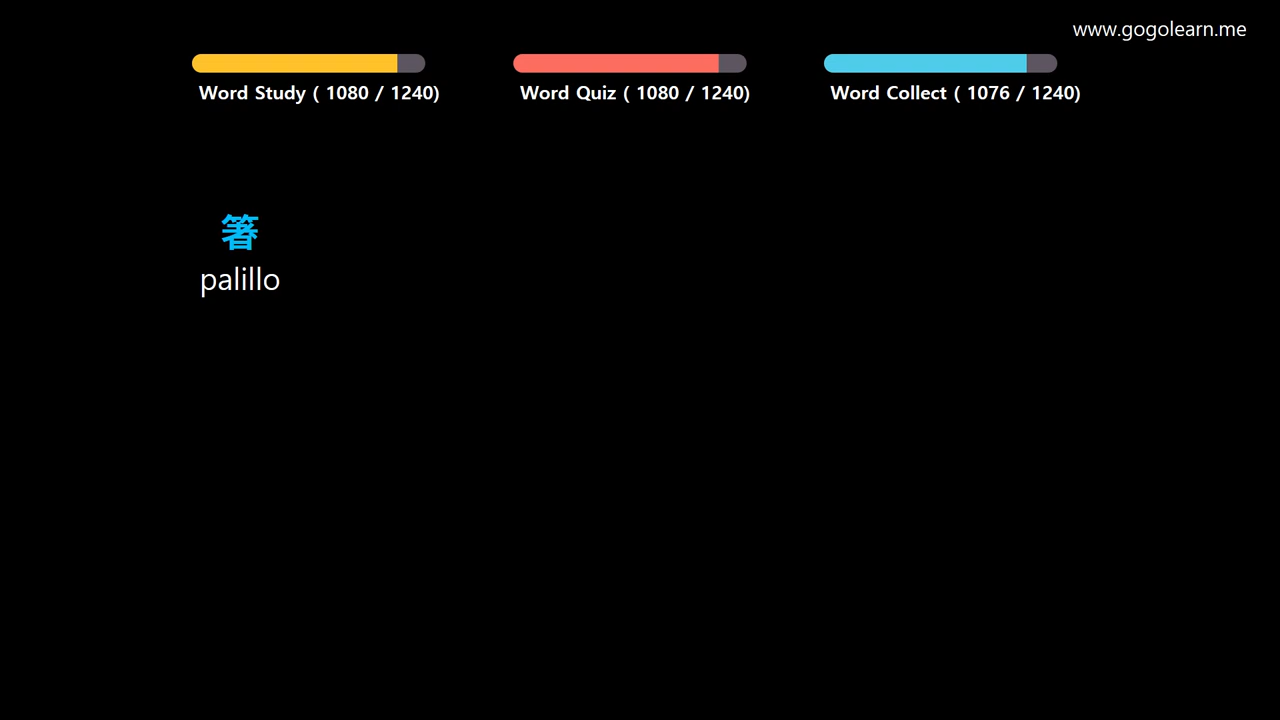 www.gogolearn.me
Word Study ( 1080 / 1240)
Word Quiz ( 1080 / 1240)
Word Collect ( 1076 / 1240)
箸
palillo